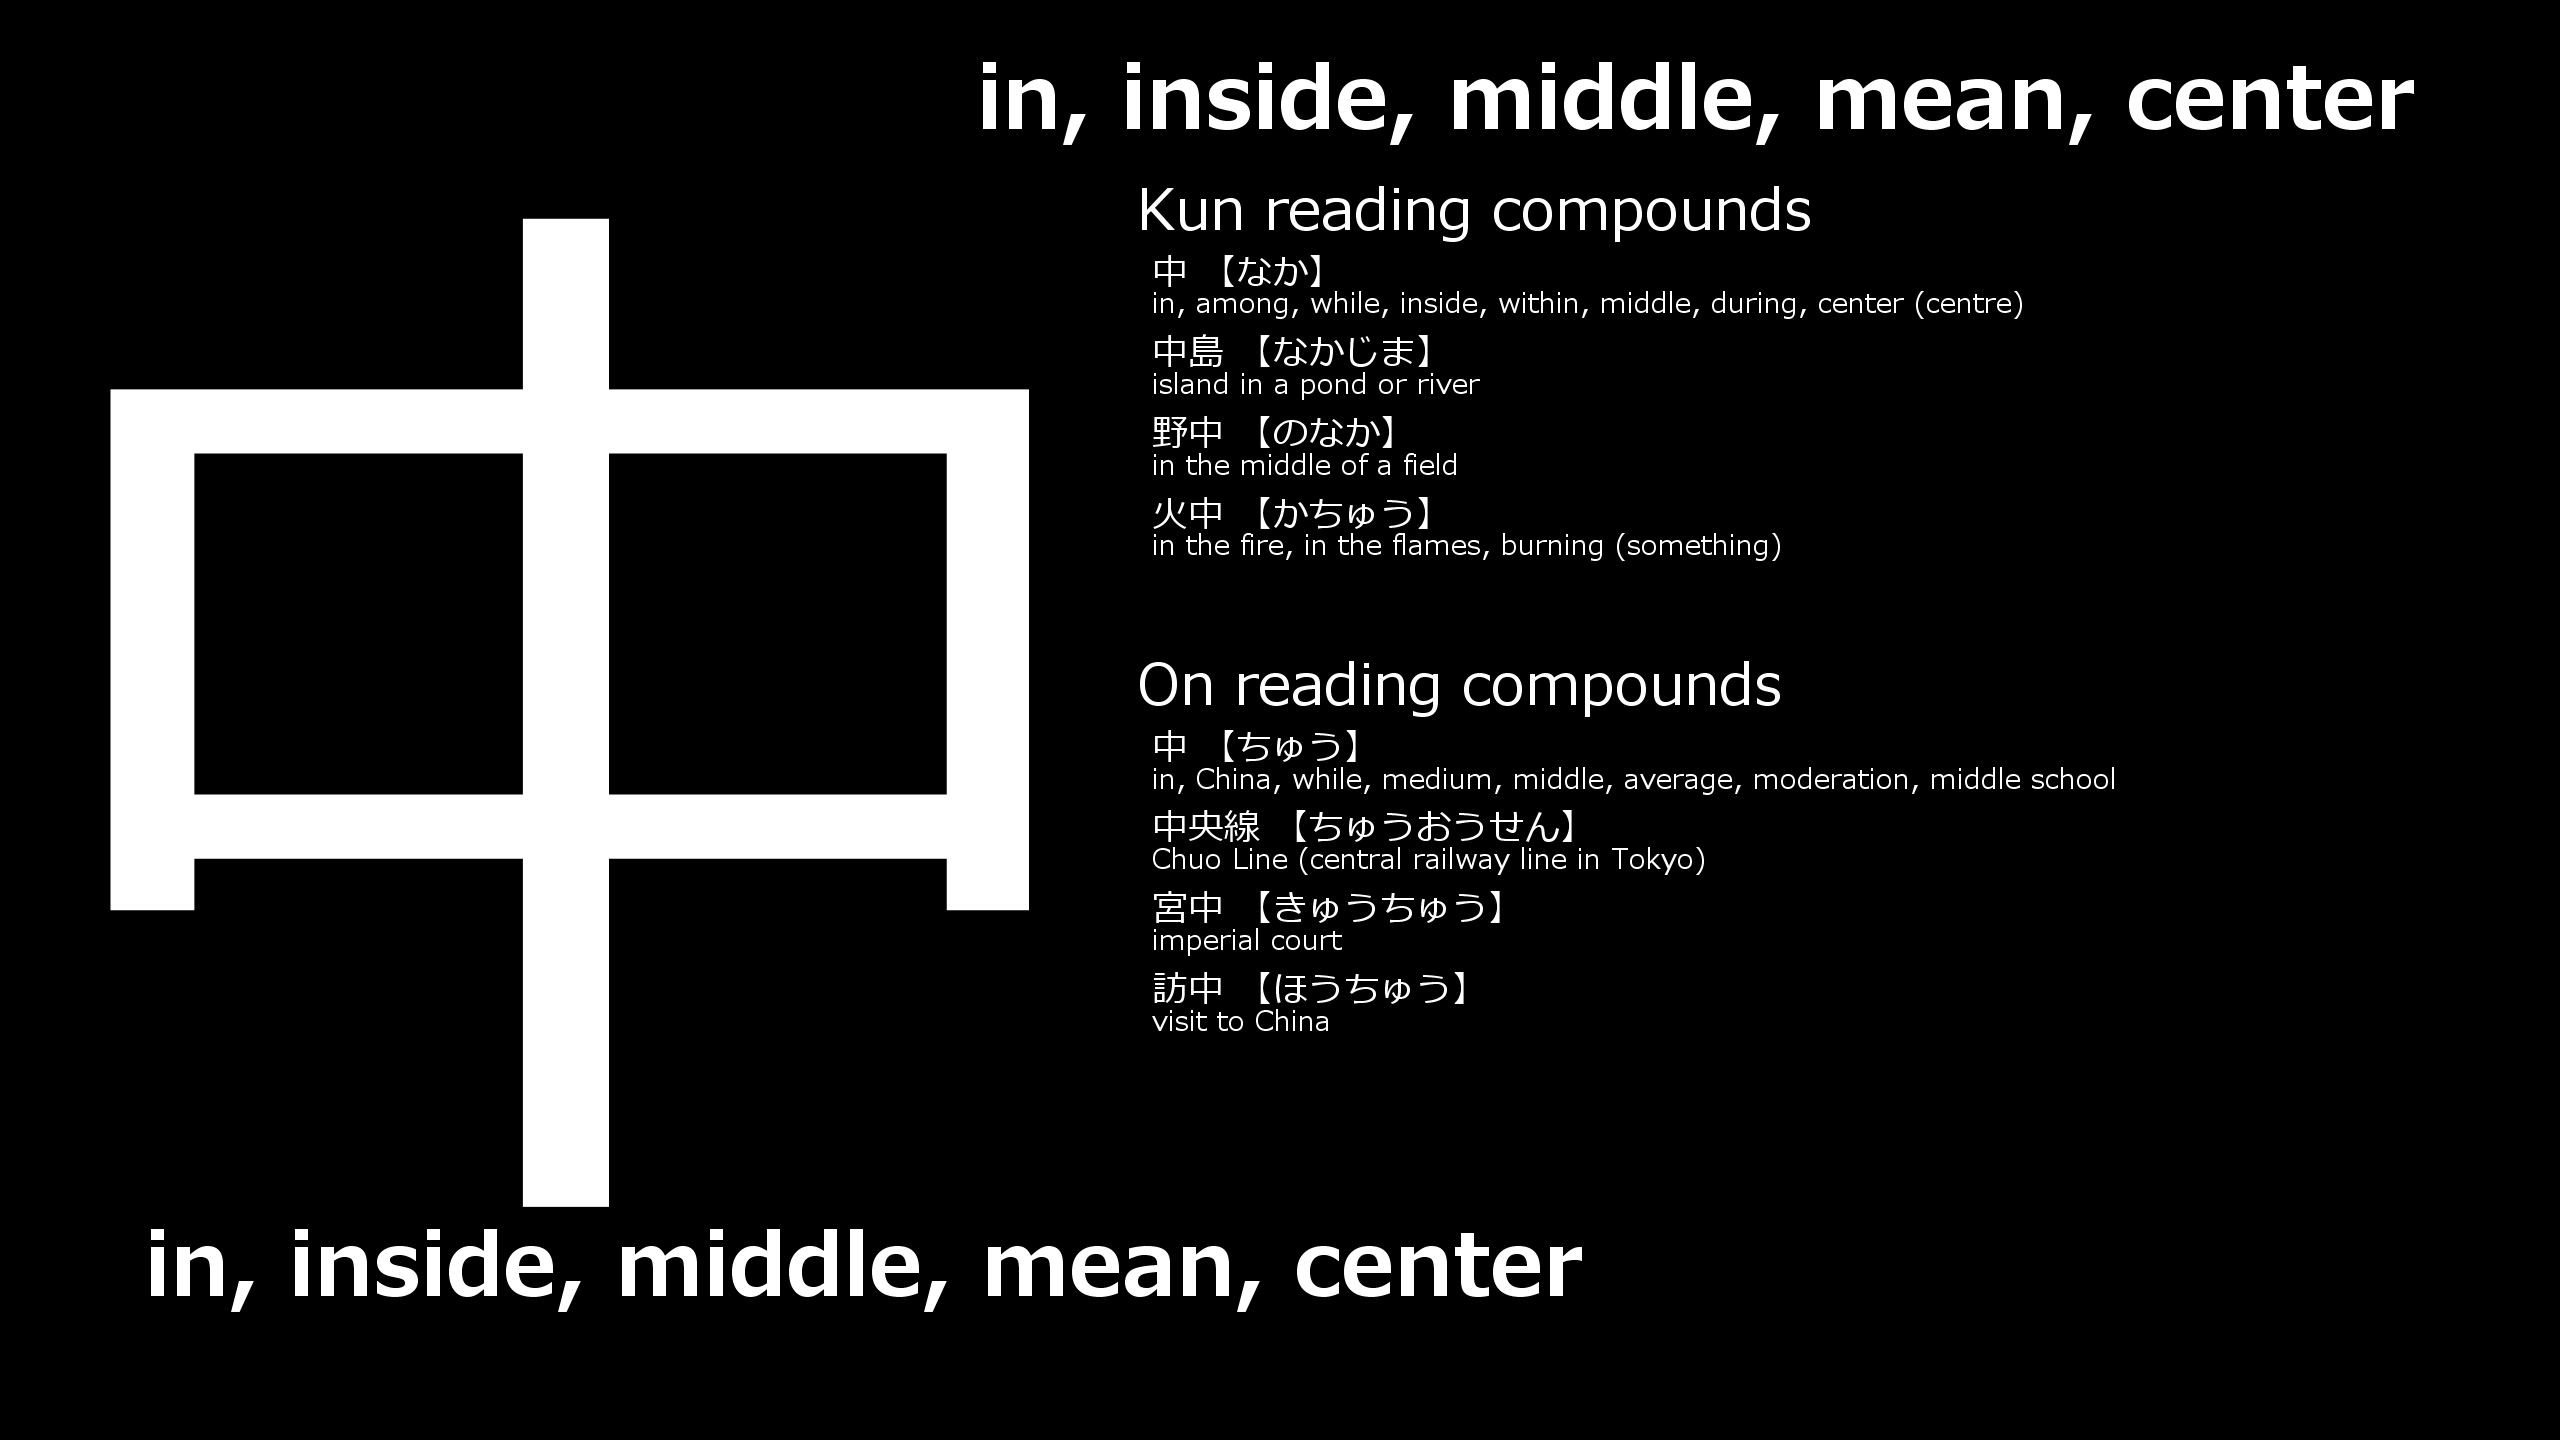 in, inside, middle, mean, center
中
Kun reading compounds
中 【なか】
in, among, while, inside, within, middle, during, center (centre)
中島 【なかじま】
island in a pond or river
野中 【のなか】
in the middle of a field
火中 【かちゅう】
in the fire, in the flames, burning (something)
On reading compounds
中 【ちゅう】
in, China, while, medium, middle, average, moderation, middle school
中央線 【ちゅうおうせん】
Chuo Line (central railway line in Tokyo)
宮中 【きゅうちゅう】
imperial court
訪中 【ほうちゅう】
visit to China
in, inside, middle, mean, center